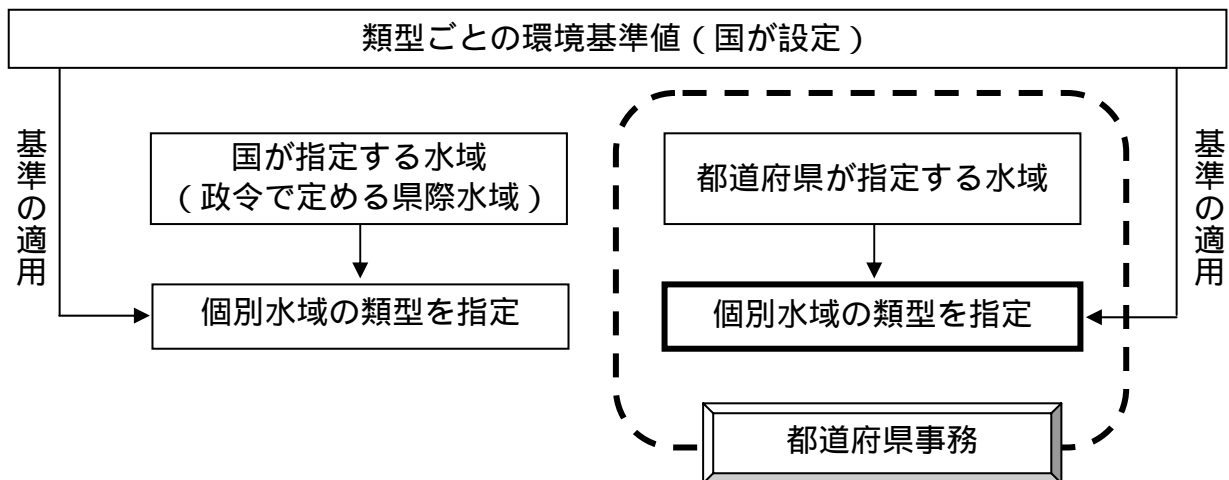 類型ごとの環境基準値（国が設定）
基準の適用
国が指定する水域
（政令で定める県際水域）
都道府県が指定する水域
基準の適用
個別水域の類型を指定
個別水域の類型を指定
都道府県事務